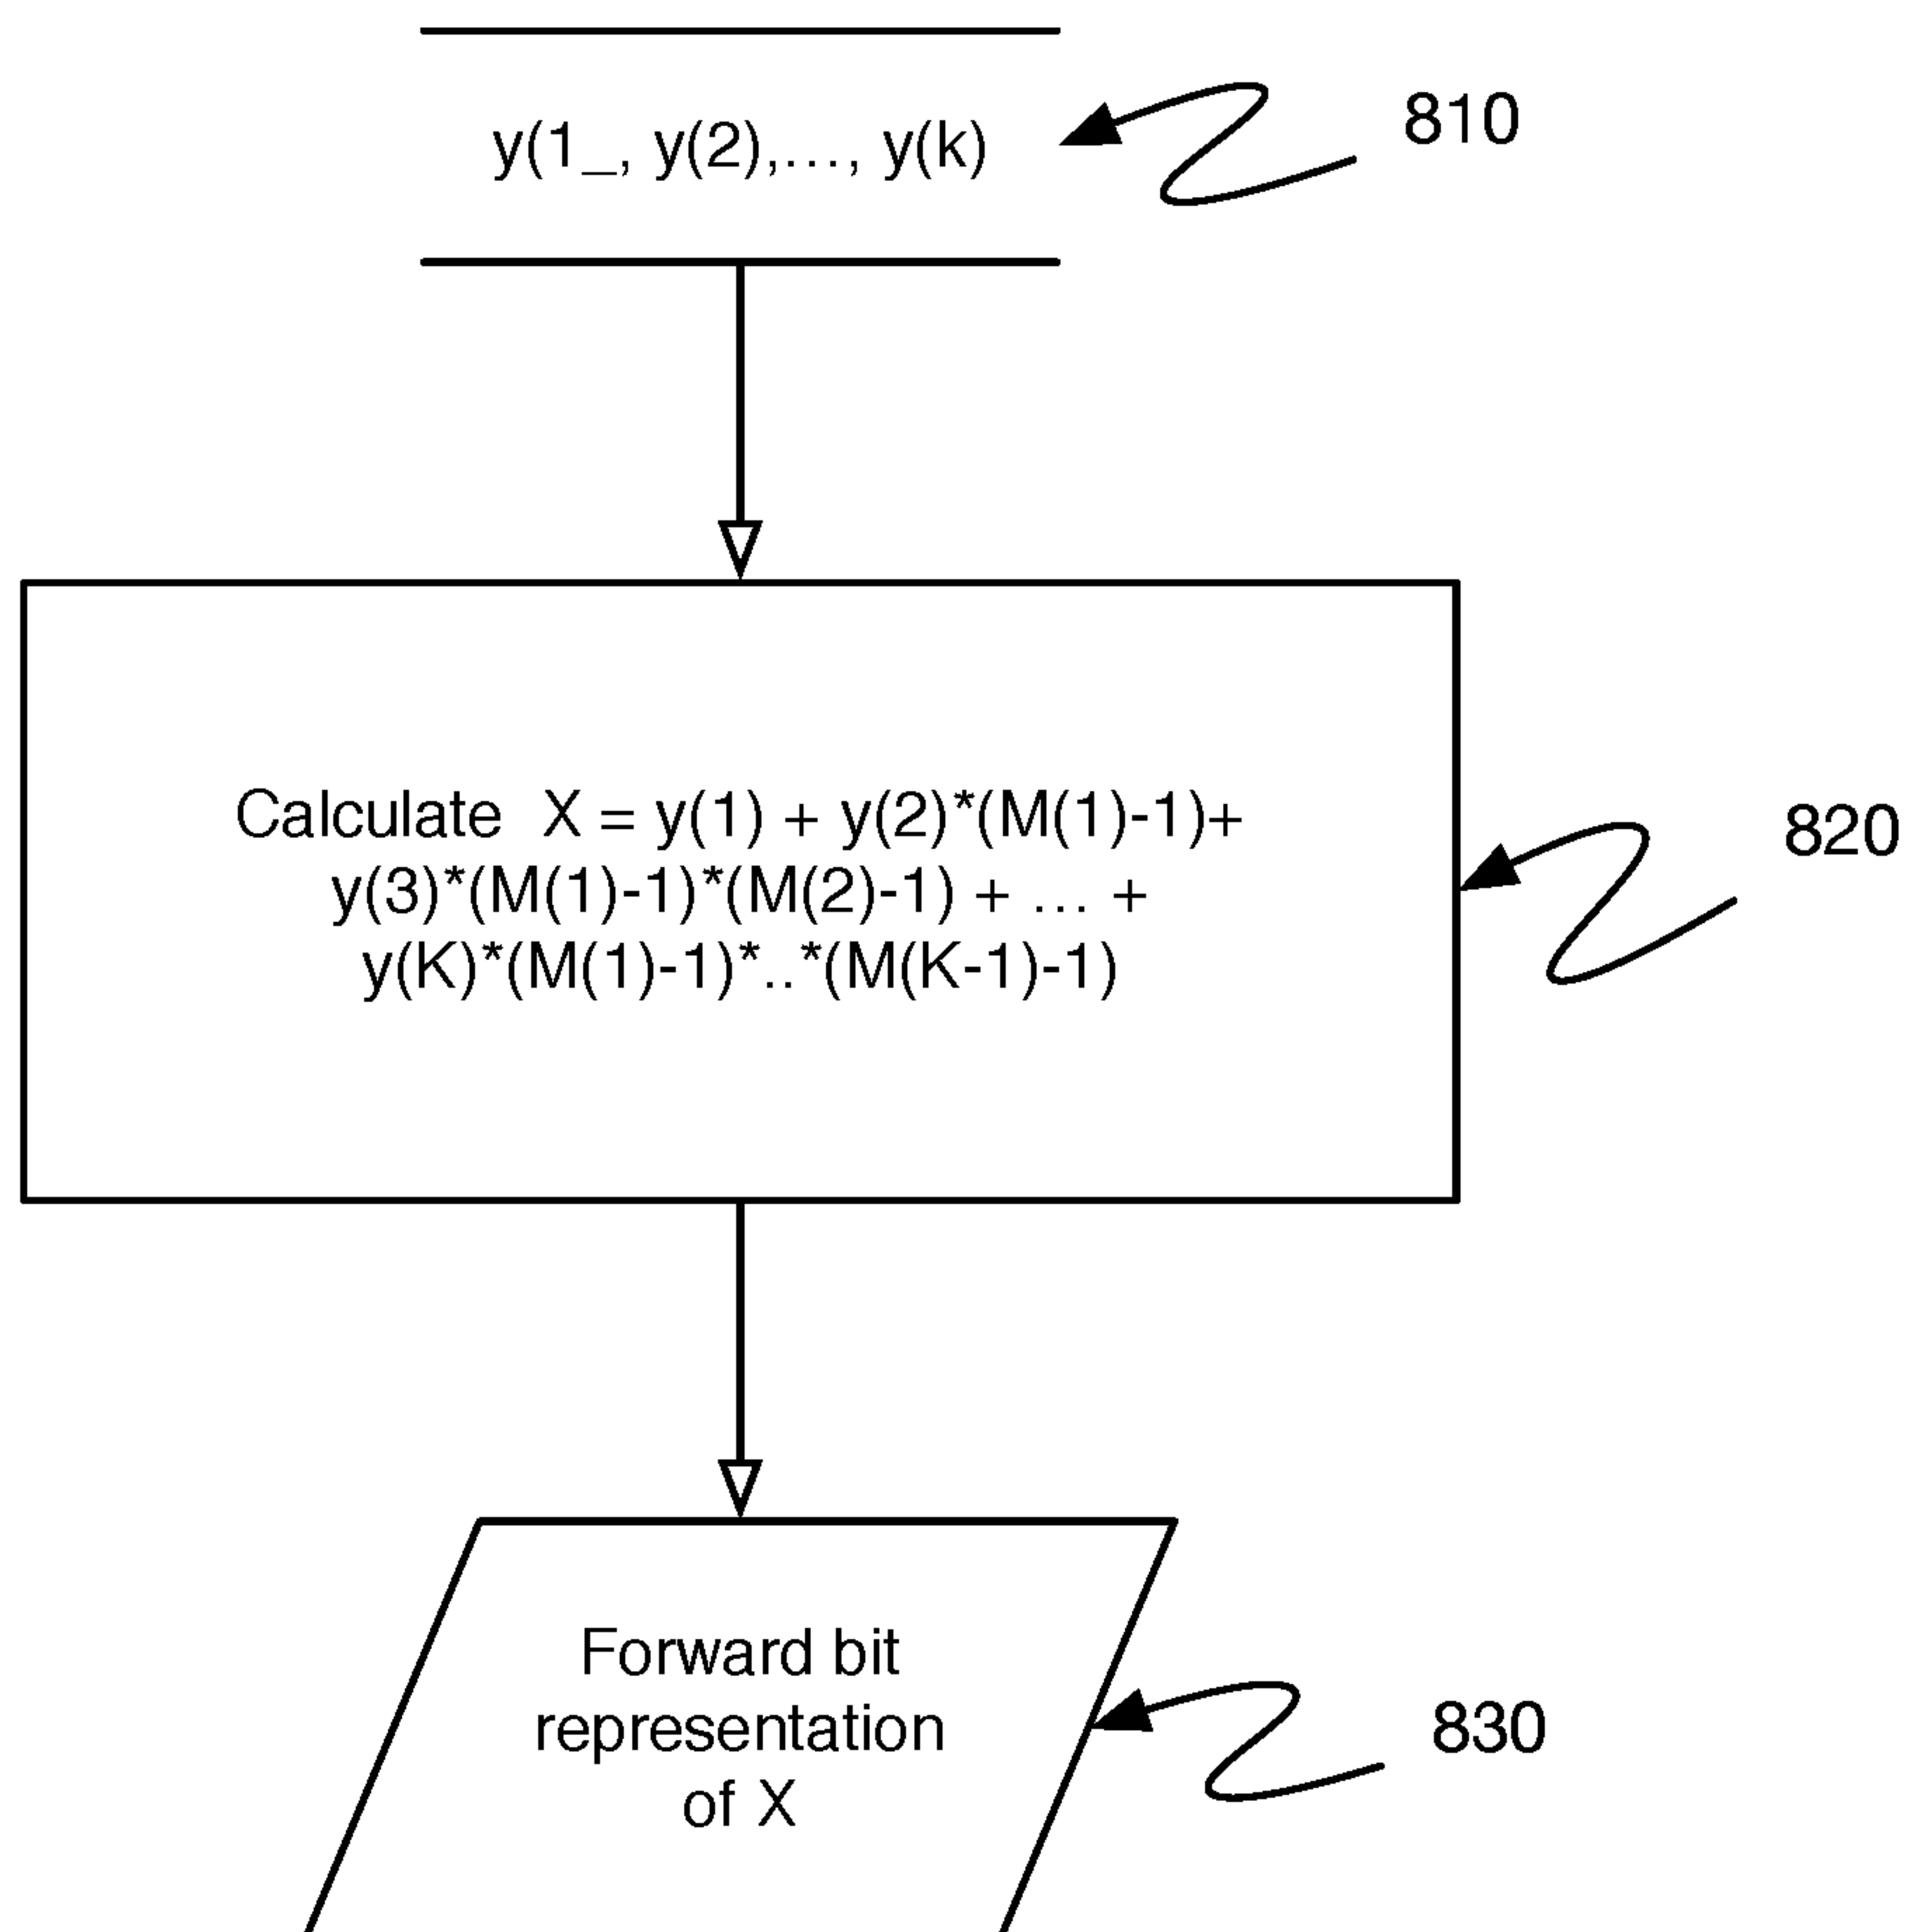 y(1_, y(2),..., y(k)
810
Calculate X = y(1) + y(2)*(M(1)-1)+
y(3)*(M(1)-1)*(M(2)-1) + ... +
y(K)*(M(1)-1)*..*(M(K-1)-1)
820
Forward bit
representation
of X
830